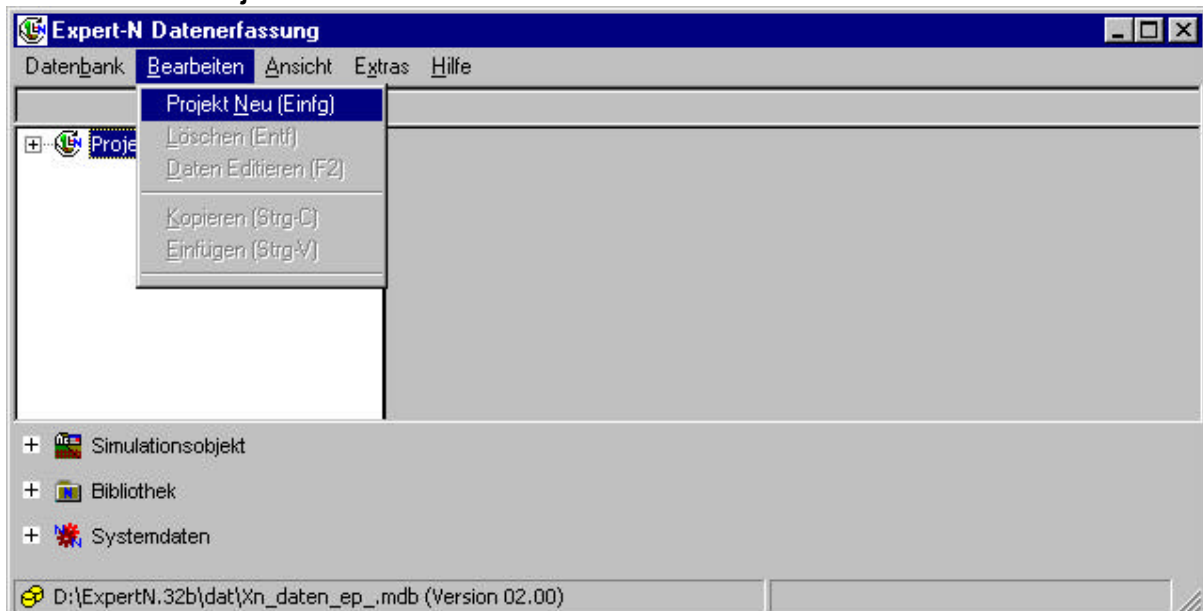 Expert-N Datenerfassung
Datenbank Bearbeiten Ansicht Extras Hilfe
Projekt Neu (Einfg)
Löschen (Entf)
Proje
Daten Editieren (F2)
Kopieren (Strg-C)
Einfügen (Strg-V)
Simulationsobjekt
Bibliothek
Systemdaten
D:\ExpertN.32b\dat\Xn_daten_ep_.mdb (Version 02.00)